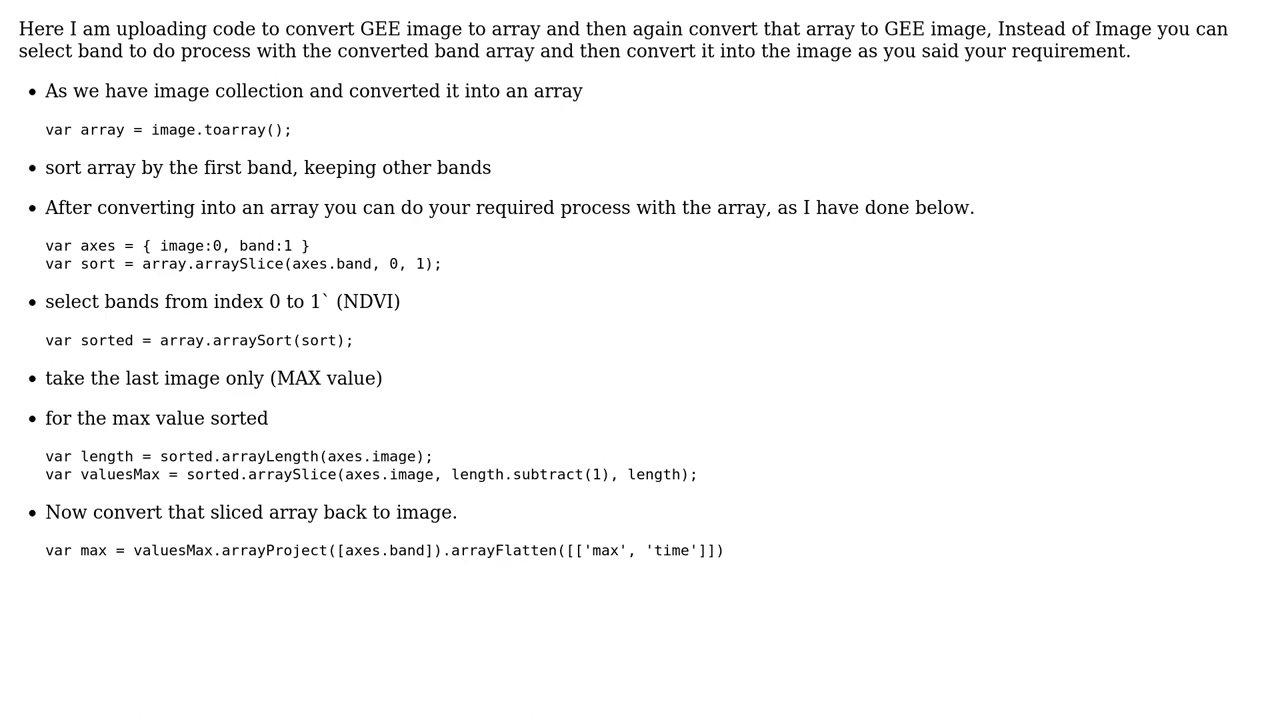 Here I am uploading code to convert GEE image to array and then again convert that array to GEE image, Instead of Image you can
select band to do process with the converted band array and then convert it into the image as you said your requirement.
• As we have image collection and converted it into an array
var array = image.toarray();
• sort array by the first band, keeping other bands
• After converting into an array you can do your required process with the array, as I have done below.
var axes = { image:0, band:1 }
var sort = array.arraySlice(axes.band, 0, 1);
• select bands from index 0 to 1` (NDVI)
var sorted = array.arraySort(sort);
• take the last image only (MAX value)
• for the max value sorted
var length = sorted.arrayLength(axes.image);
var valuesMax = sorted.arraySlice(axes.image, length.subtract(1), length);
• Now convert that sliced array back to image.
var max = valuesMax.arrayProject([axes.band]).arrayFlatten([['max', 'time']])